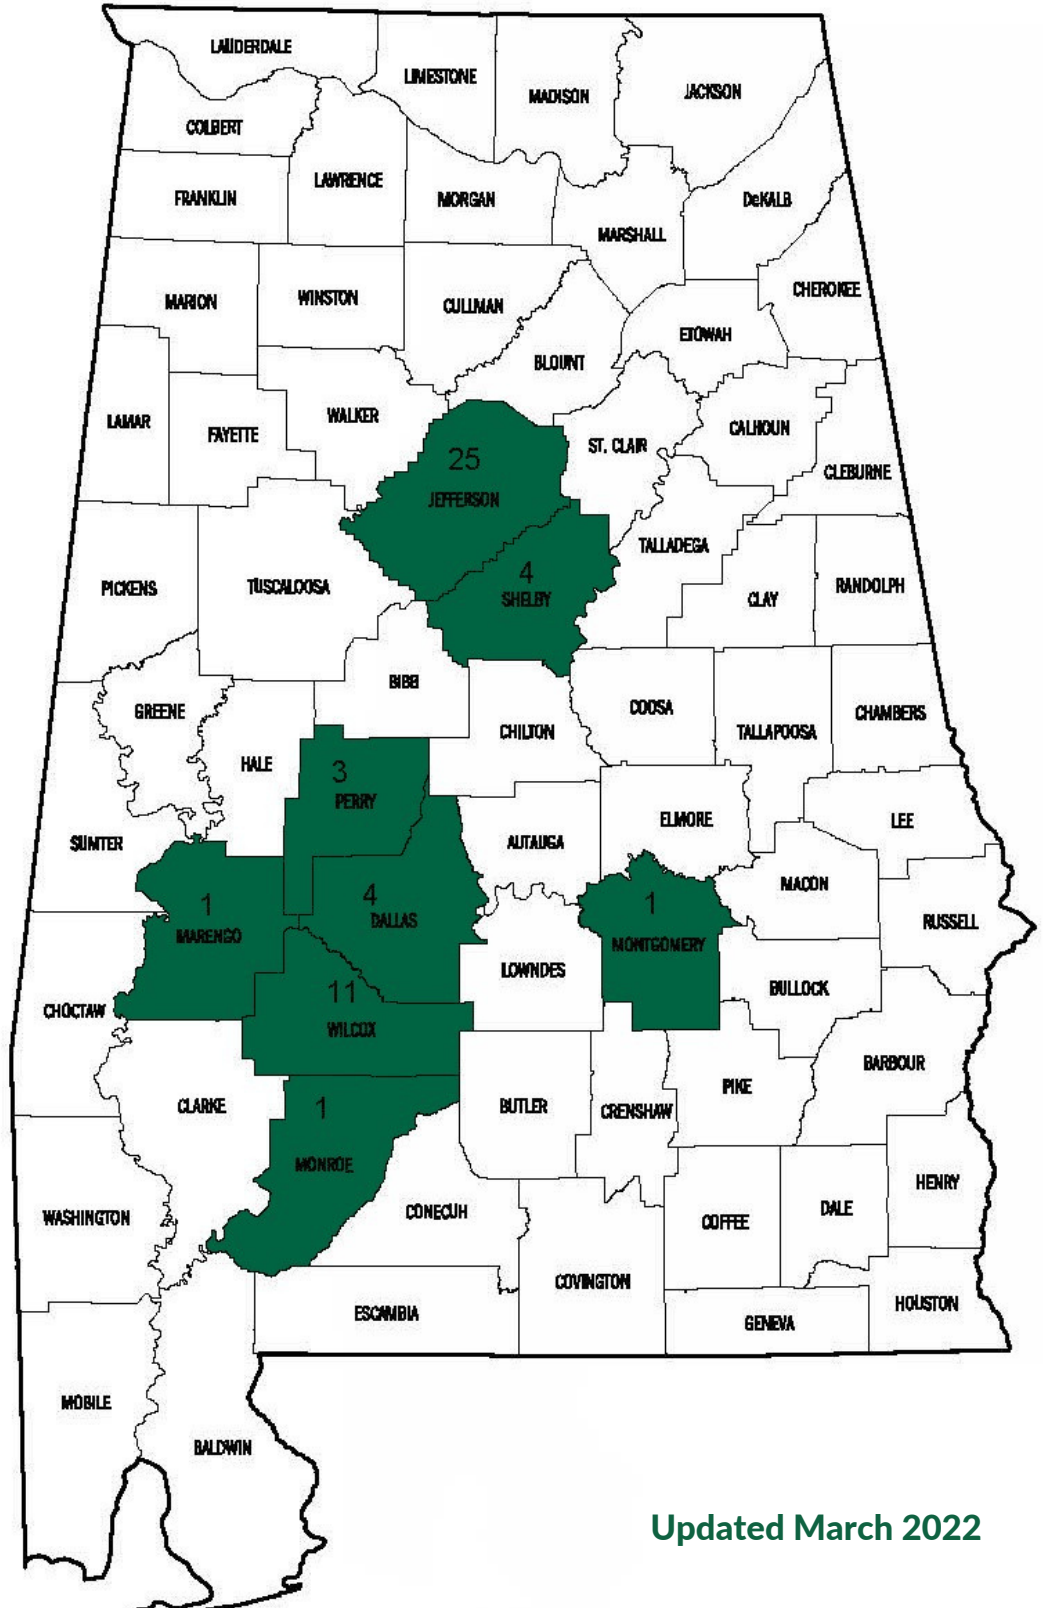 LAUDERDALE
LIMESTONE
MADISON
JACKSON
COLBERT
LAWRENCE
FRANKLIN
MORGAN
DeKALB
MARSHALL
CHEROKEE
MARION
WINSTON
CULLMAN
ETOWAH
BLOUNT
LAMAR
FAYETTE
WALKER
ST. CLAIR
CALHOUN
CLEBURNE
25
JEFFERSON
TALLADEGA
4
SHELBY
PICKENS
TUSCALOOSA
CLAY
RANDOLPH
BIBB
GREENE
COOSA
CHAMBERS
CHILTON
TALLAPOOSA
HALE
3
PERRY
ELMORE
LEE
SUMTER
AUTAUGA
MACON
1
MARENGO
4
DALLAS
1
MONTGOMERY
RUSSELL
LOWNDES
BULLOCK
CHOCTAW
11
WILCOX
BARBOUR
PIKE
CLARKE
1
MONROE
BUTLER
CRENSHAW
HENRY
WASHINGTON
CONECUH
COFFEE
DALE
COVINGTON
ESCAMBIA
HOUSTON
GENEVA
MOBILE
BALDWIN
Updated March 2022